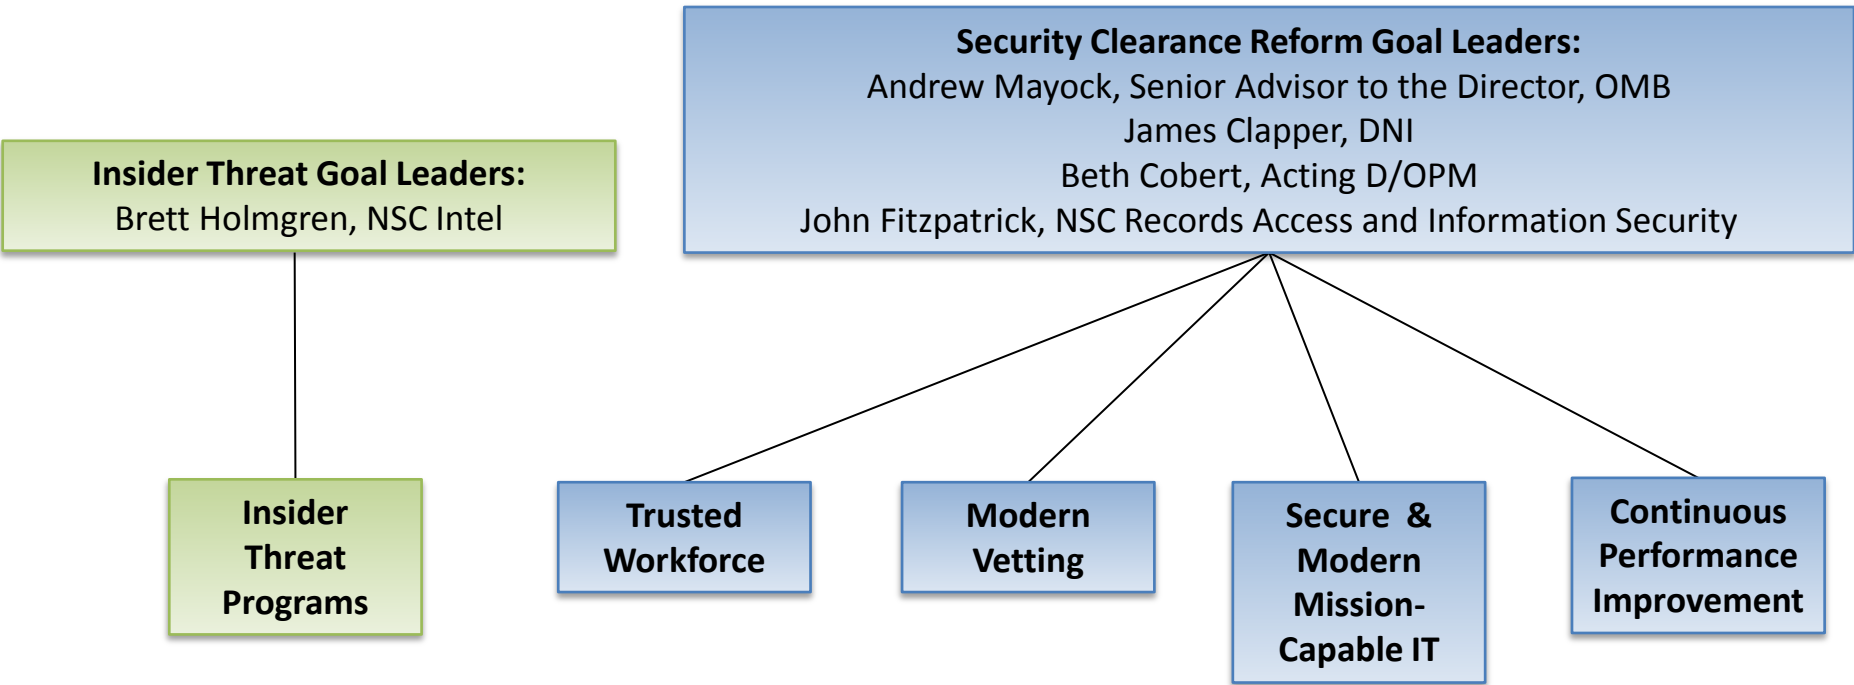 Security Clearance Reform Goal Leaders:
Andrew Mayock, Senior Advisor to the Director, OMB
James Clapper, DNI
Beth Cobert, Acting D/OPM
John Fitzpatrick, NSC Records Access and Information Security
Insider Threat Goal Leaders:
Brett Holmgren, NSC Intel
Insider
Threat
Programs
Trusted
Workforce
Modern
Vetting
Secure &
Modern
Mission-
Capable IT
Continuous
Performance
Improvement